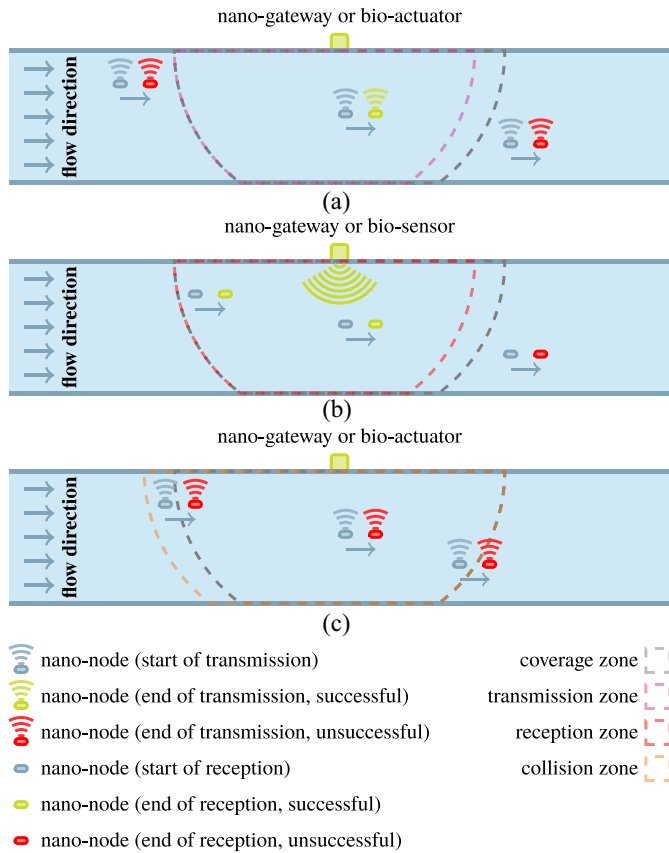 nano-gateway or bio-actuator
flow direction
(a)
nano-gateway or bio-sensor
flow direction
(b)
nano-gateway or bio-actuator
flow direction
(c)
nano-node (start of transmission)
nano-node (end of transmission, successful)
nano-node (end of transmission, unsuccessful)
nano-node (start of reception)
nano-node (end of reception, successful)
nano-node (end of reception, unsuccessful)
coverage zone
transmission zone
reception zone
collision zone